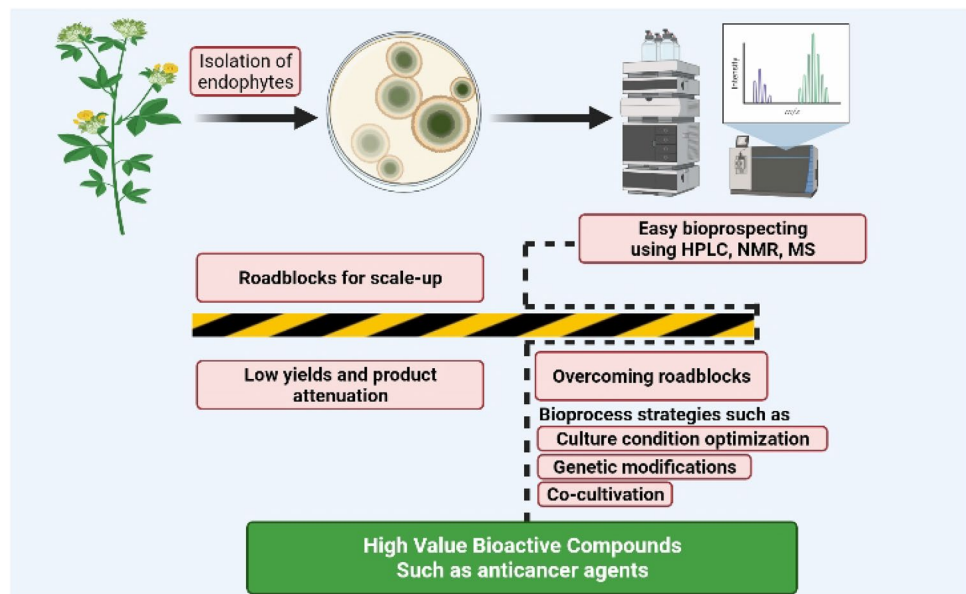 Isolation of
endophytes
Intensity
m/z
Easy bioprospecting
using HPLC, NMR, MS
Roadblocks for scale-up
Low yields and product
attenuation
Overcoming roadblocks
Bioprocess strategies such as
Culture condition optimization
Genetic modifications
Co-cultivation
High Value Bioactive Compounds
Such as anticancer agents